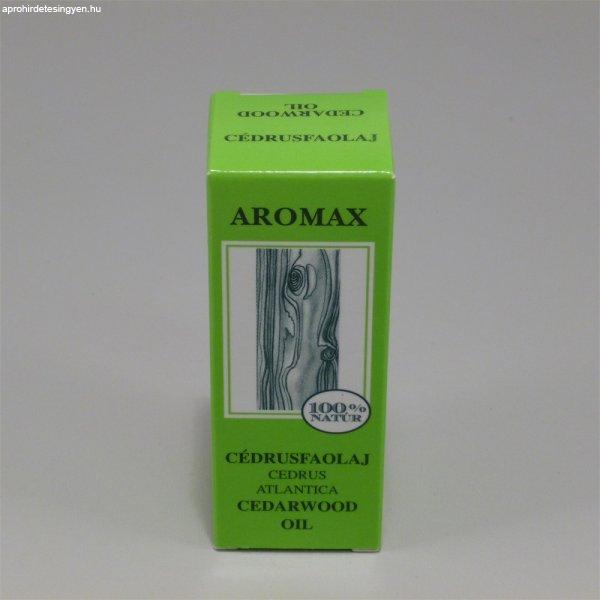 aprohirdetesingyen.hu
CEDARWOOD
OIL
CÉDRUSFAOLAJ
AROMAX
100%
NATÚR
CÉDRUSFAOLAJ
CEDRUS
ATLANTICA
CEDARWOOD
OIL